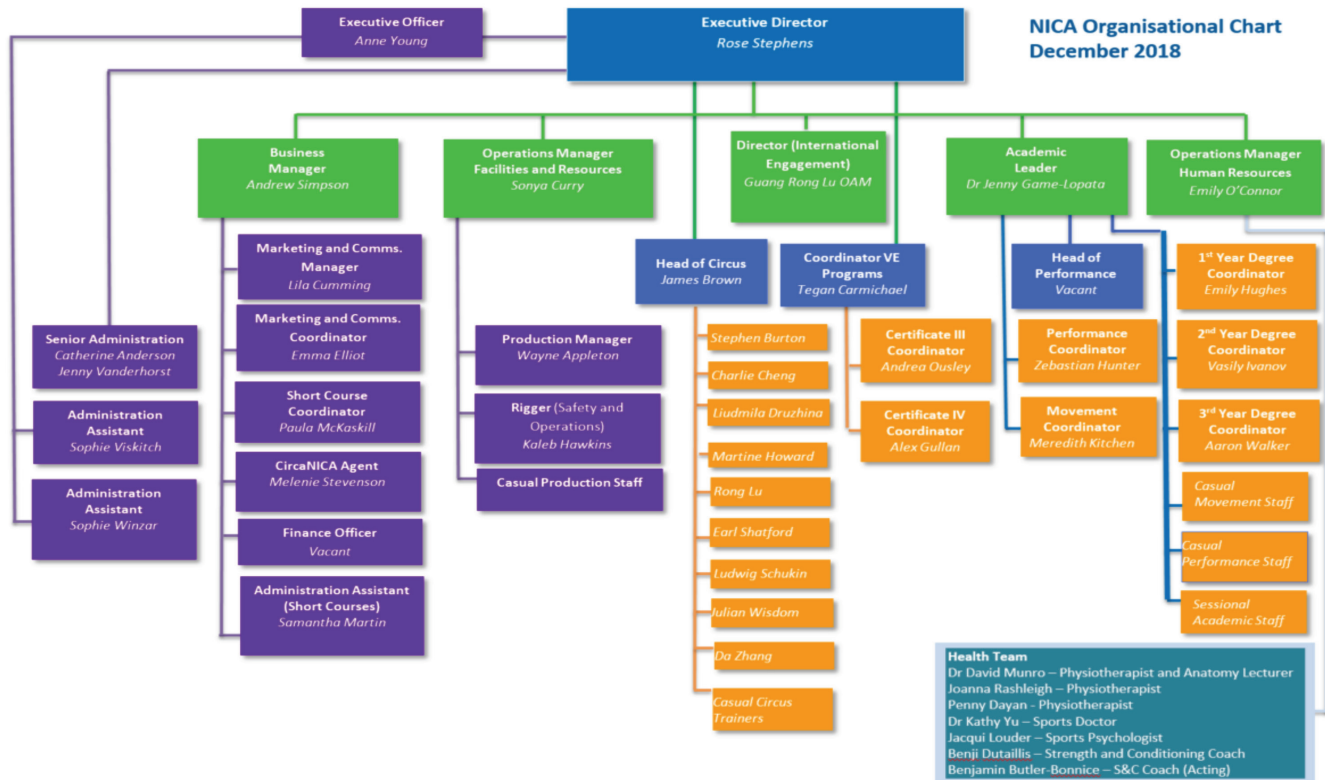 Executive Officer
Anne Young
Executive Director
Rose Stephens
NICA Organisational Chart
December 2018
Business
Manager
Andrew Simpson
Operations Manager
Facilities and Resources
Sonya Curry
Director (International
Engagement)
Guang Rong Lu OAM
Academic
Leader
Dr Jenny Game-Lopata
Operations Manager
Human Resources
Emily O'Connor
Marketing and Comms.
Manager
Lila Cumming
Marketing and Comms.
Coordinator
Emma Elliot
Short Course
Coordinator
Paula McKaskill
CircaNICA Agent
Melenie Stevenson
Finance Officer
Vacant
Administration Assistant
(Short Courses)
Samantha Martin
Senior Administration
Catherine Anderson
Jenny Vanderhorst
Administration
Assistant
Sophie Viskitch
Administration
Assistant
Sophie Winzar
Production Manager
Wayne Appleton
Rigger (Safety and
Operations)
Kaleb Hawkins
Casual Production Staff
Head of Circus
James Brown
Stephen Burton
Charlie Cheng
Liudmila Druzhina
Martine Howard
Rong Lu
Earl Shatford
Ludwig Schukin
Julian Wisdom
Da Zhang
Casual Circus
Trainers
Coordinator VE
Programs
Tegan Carmichael
Certificate III
Coordinator
Andrea Ousley
Certificate IV
Coordinator
Alex Gullan
Head of
Performance
Vacant
Performance
Coordinator
Zebastian Hunter
Movement
Coordinator
Meredith Kitchen
1st Year Degree
Coordinator
Emily Hughes
2nd Year Degree
Coordinator
Vasily Ivanov
3rd Year Degree
Coordinator
Aaron Walker
Casual
Movement Staff
Casual
Performance Staff
Sessional
Academic Staff
Health Team
Dr David Munro – Physiotherapist and Anatomy Lecturer
Joanna Rashleigh – Physiotherapist
Penny Dayan - Physiotherapist
Dr Kathy Yu – Sports Doctor
Jacqui Louder – Sports Psychologist
Benji Dutaillis – Strength and Conditioning Coach
Benjamin Butler-Bonnice – S&C Coach (Acting)